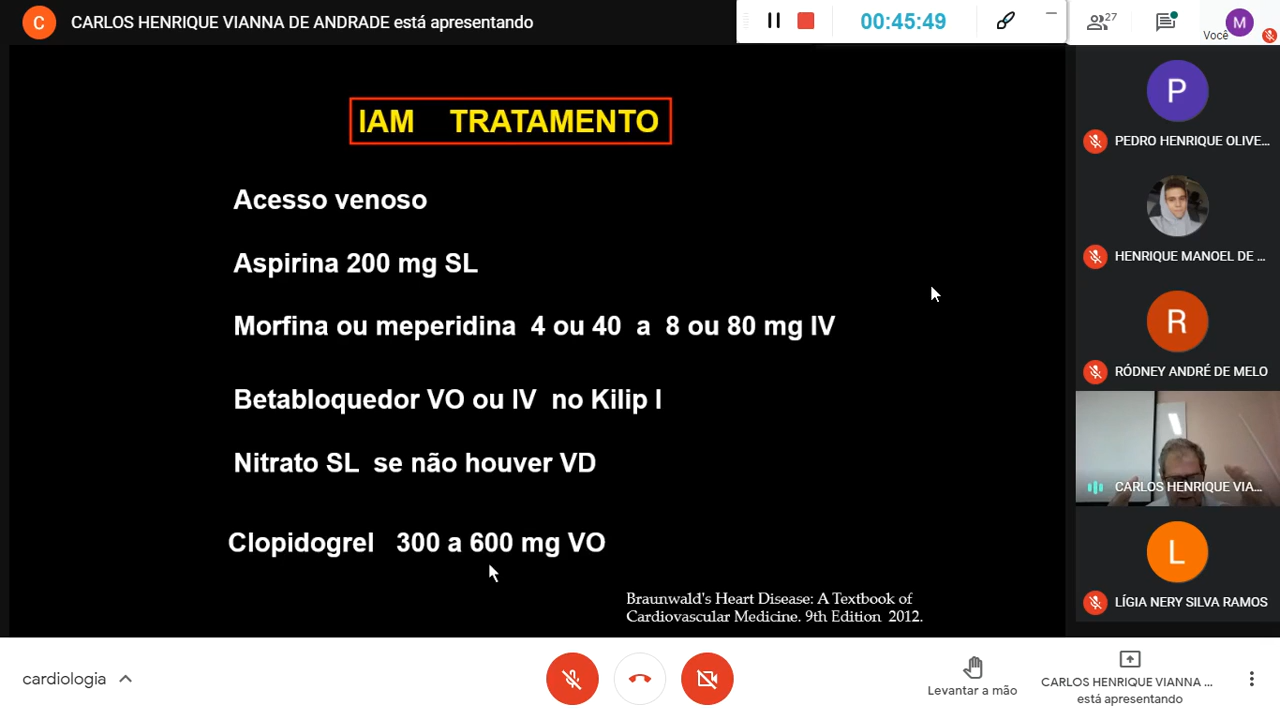 C
CARLOS HENRIQUE VIANNA DE ANDRADE está apresentando
00:45:49
27
Você
M
IAM TRATAMENTO
Acesso venoso
Aspirina 200 mg SL
Morfina ou meperidina 4 ou 40 a 8 ou 80 mg IV
Betabloquedor VO ou IV no Kilip I
Nitrato SL se não houver VD
Clopidogrel 300 a 600 mg VO
Braunwald's Heart Disease: A Textbook of
Cardiovascular Medicine. 9th Edition 2012.
P
PEDRO HENRIQUE OLIVE...
HENRIQUE MANOEL DE ...
R
RÓDNEY ANDRÉ DE MELO
CARLOS HENRIQUE VIA...
L
LÍGIA NERY SILVA RAMOS
cardiologia
Levantar a mão
CARLOS HENRIQUE VIANNA ...
está apresentando